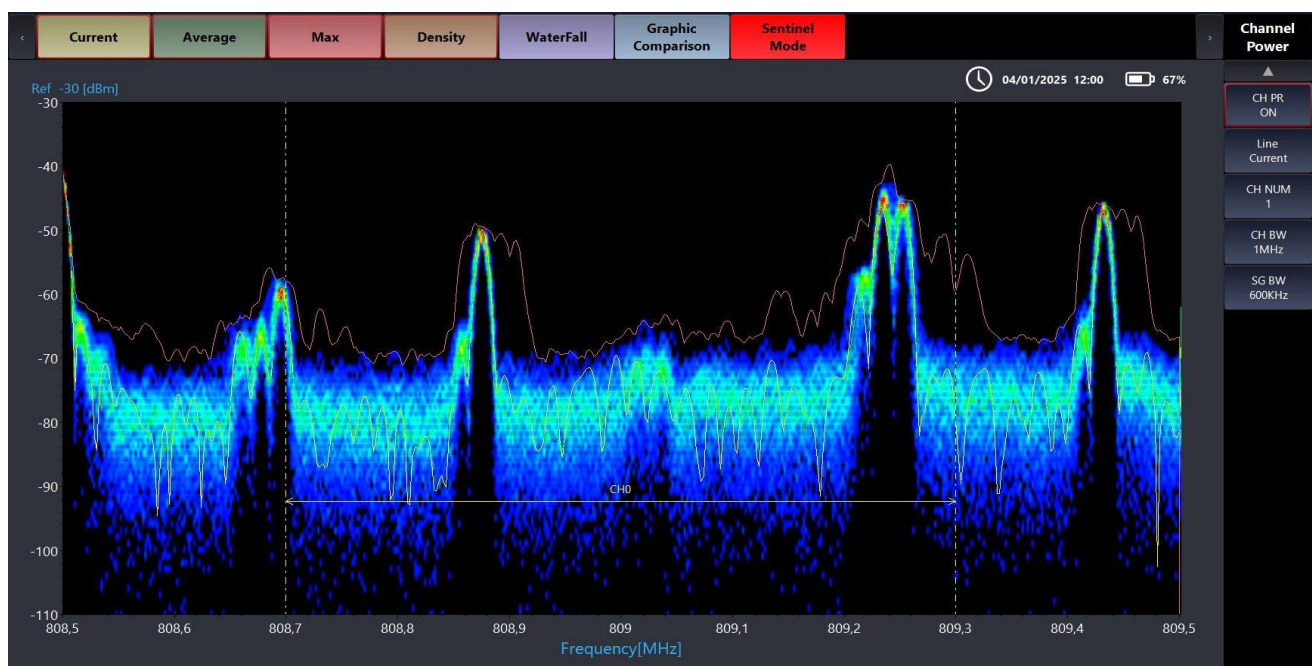 ‹
Current
Average
Max
Density
WaterFall
Graphic
Comparison
Sentinel
Mode
›
Channel
Power
Ref -30 [dBm]
04/01/2025 12:00
67%
CH PR
ON
Line
Current
CH NUM
1
CH BW
1MHz
SG BW
600KHz
-30
-40
-50
-60
-70
-80
-90
CH0
-100
-110
808,5 808,6 808,7 808,8 808,9 809 809,1 809,2 809,3 809,4 809,5
Frequency[MHz]